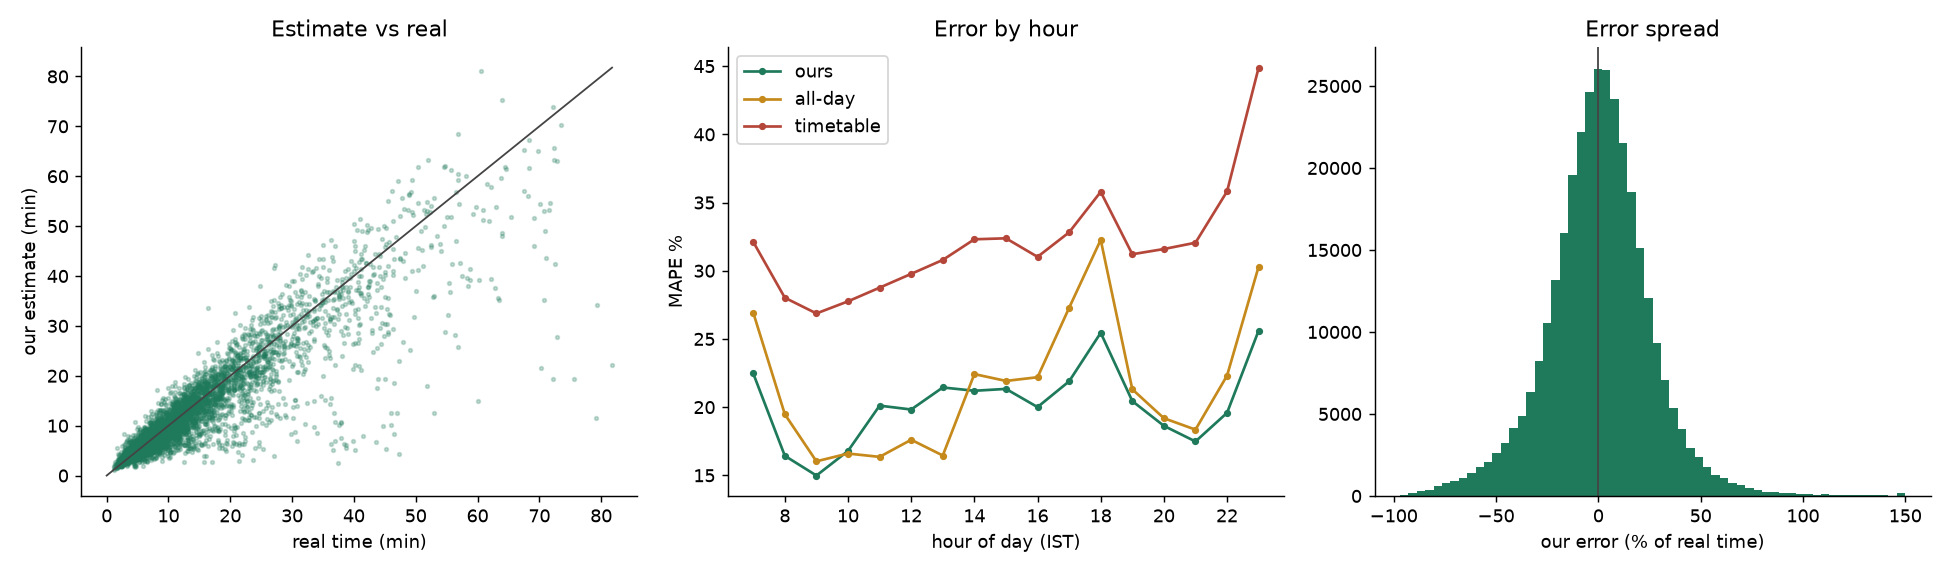 Estimate vs real
80
70
60
50
40
30
20
10
0
our estimate (min)
0 10 20 30 40 50 60 70 80
real time (min)
Error by hour
ours
all-day
timetable
45
40
35
30
25
20
15
MAPE %
8 10 12 14 16 18 20 22
hour of day (IST)
Error spread
25000
20000
15000
10000
5000
0
−100 −50 0 50 100 150
our error (% of real time)